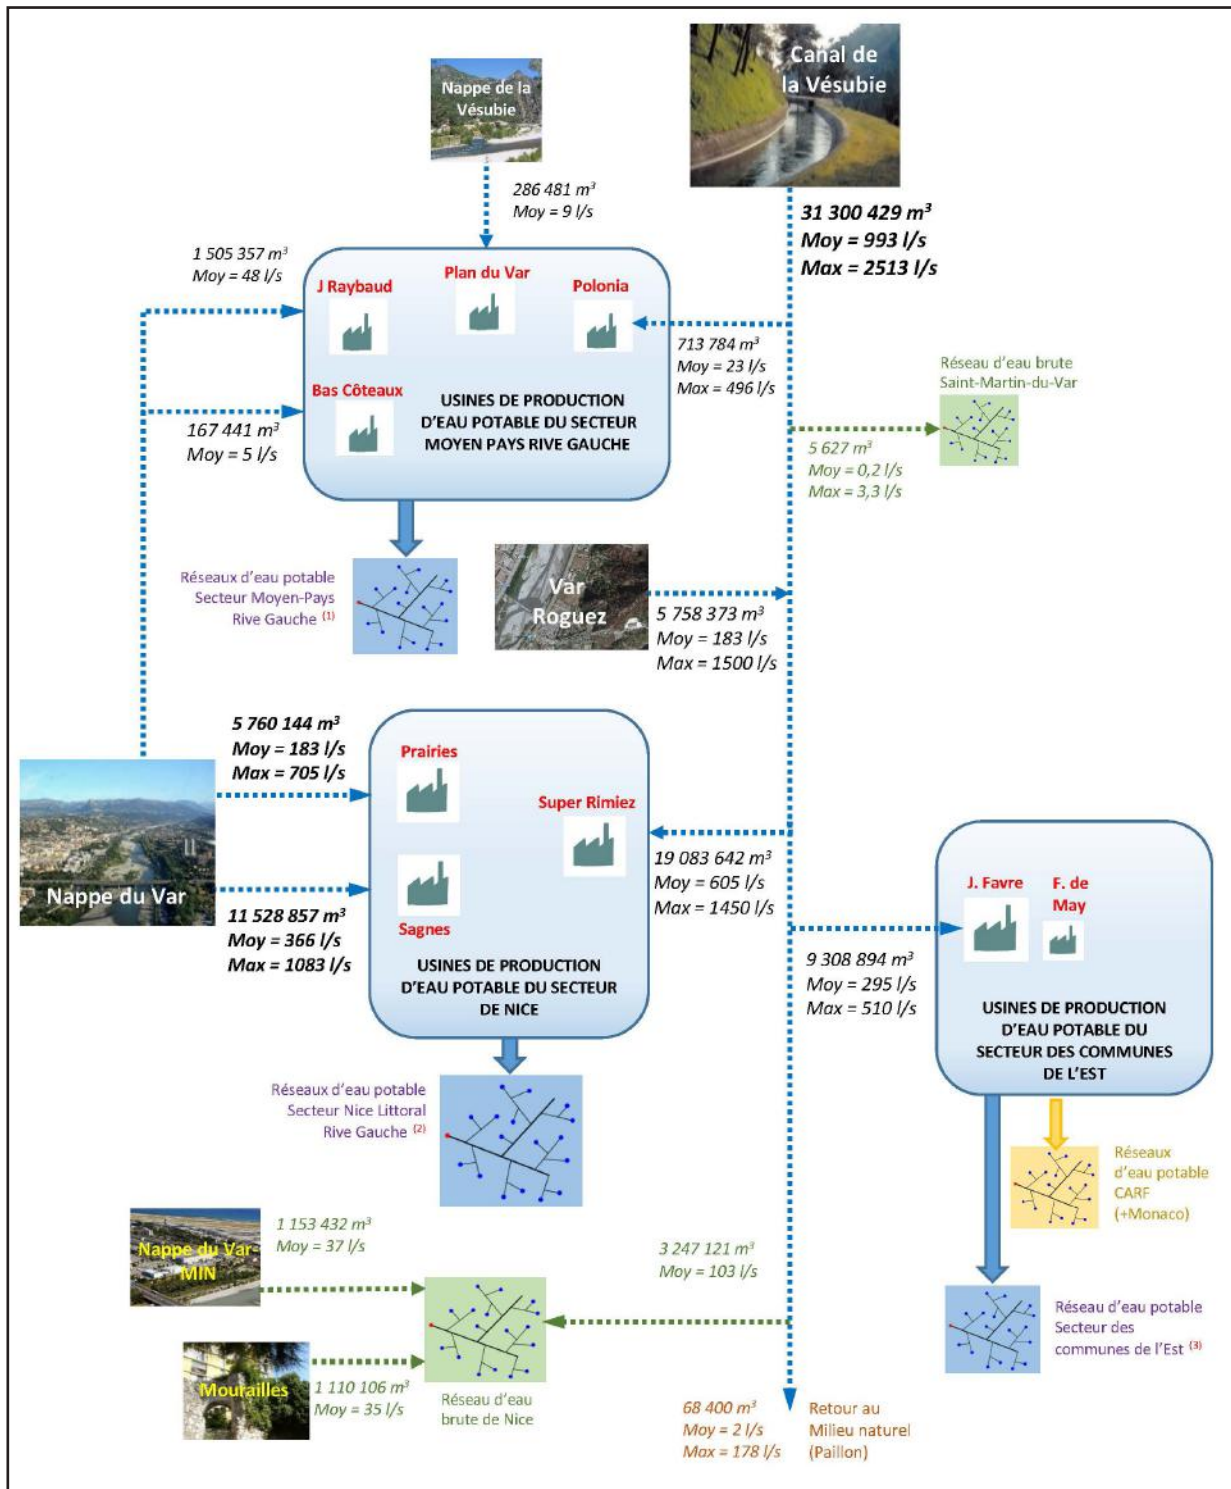 Nappe de la
Vésubie
Canal de
la Vésubie
286 481 m³
Moy = 9 l/s
31 300 429 m³
Moy = 993 l/s
Max = 2513 l/s
1 505 357 m³
Moy = 48 l/s
J Raybaud
Plan du Var
Polonia
713 784 m³
Moy = 23 l/s
Max = 496 l/s
Réseau d'eau brute
Saint-Martin-du-Var
Bas Côteaux
USINES DE PRODUCTION
D'EAU POTABLE DU SECTEUR
MOYEN PAYS RIVE GAUCHE
167 441 m³
Moy = 5 l/s
5 627 m³
Moy = 0,2 l/s
Max = 3,3 l/s
Réseaux d'eau potable
Secteur Moyen-Pays
Rive Gauche (1)
Var
Roguez
5 758 373 m³
Moy = 183 l/s
Max = 1500 l/s
5 760 144 m³
Moy = 183 l/s
Max = 705 l/s
Prairies
Super Rimiez
Nappe du Var
19 083 642 m³
Moy = 605 l/s
Max = 1450 l/s
J. Favre
F. de
May
11 528 857 m³
Moy = 366 l/s
Max = 1083 l/s
Sagnes
USINES DE PRODUCTION
D'EAU POTABLE DU SECTEUR
DE NICE
9 308 894 m³
Moy = 295 l/s
Max = 510 l/s
USINES DE PRODUCTION
D'EAU POTABLE DU
SECTEUR DES COMMUNES
DE L'EST
Réseaux d'eau potable
Secteur Nice Littoral
Rive Gauche (2)
Réseaux
d'eau potable
CARF
(+Monaco)
Nappe du Var-
MIN
1 153 432 m³
Moy = 37 l/s
3 247 121 m³
Moy = 103 l/s
Réseau d'eau potable
Secteur des
communes de l'Est (3)
Mourailles
1 110 106 m³
Moy = 35 l/s
Réseau d'eau
brute de Nice
68 400 m³
Moy = 2 l/s
Max = 178 l/s
Retour au
Milieu naturel
(Paillon)